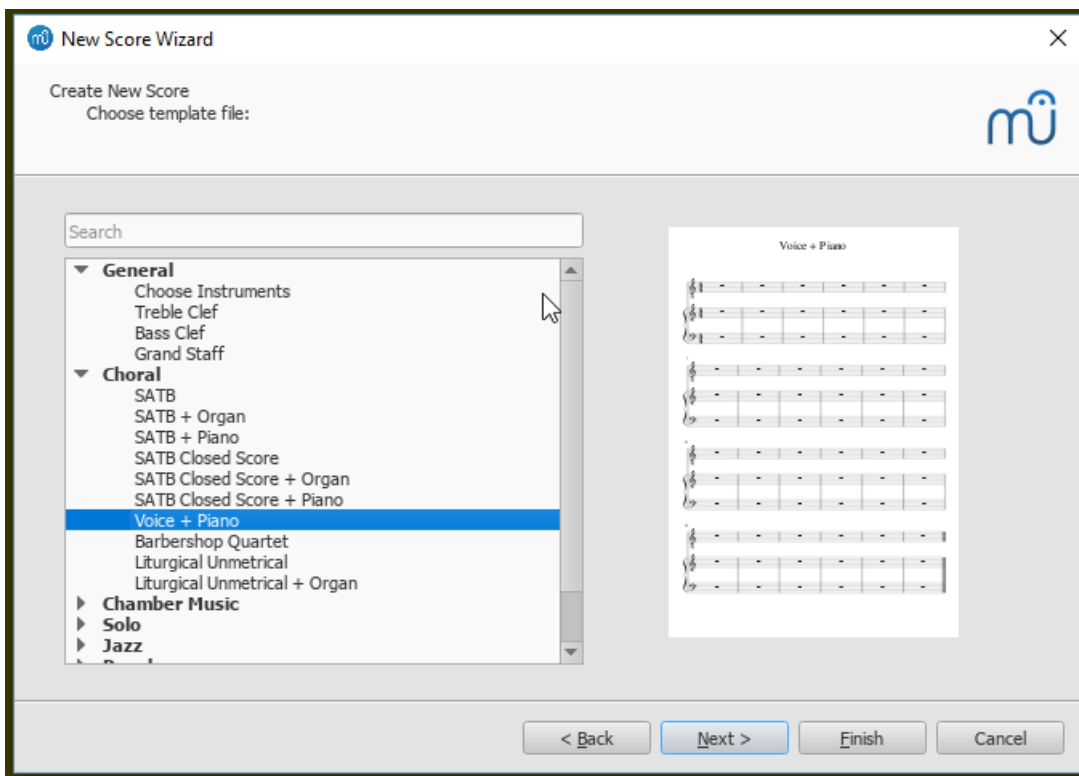 New Score Wizard
Create New Score
Choose template file:
Search
General
Choose Instruments
Treble Clef
Bass Clef
Grand Staff
Choral
SATB
SATB + Organ
SATB + Piano
SATB Closed Score
SATB Closed Score + Organ
SATB Closed Score + Piano
Voice + Piano
Barbershop Quartet
Liturgical Unmetrical
Liturgical Unmetrical + Organ
Chamber Music
Solo
Jazz
Voice + Piano
< Back
Next >
Finish
Cancel